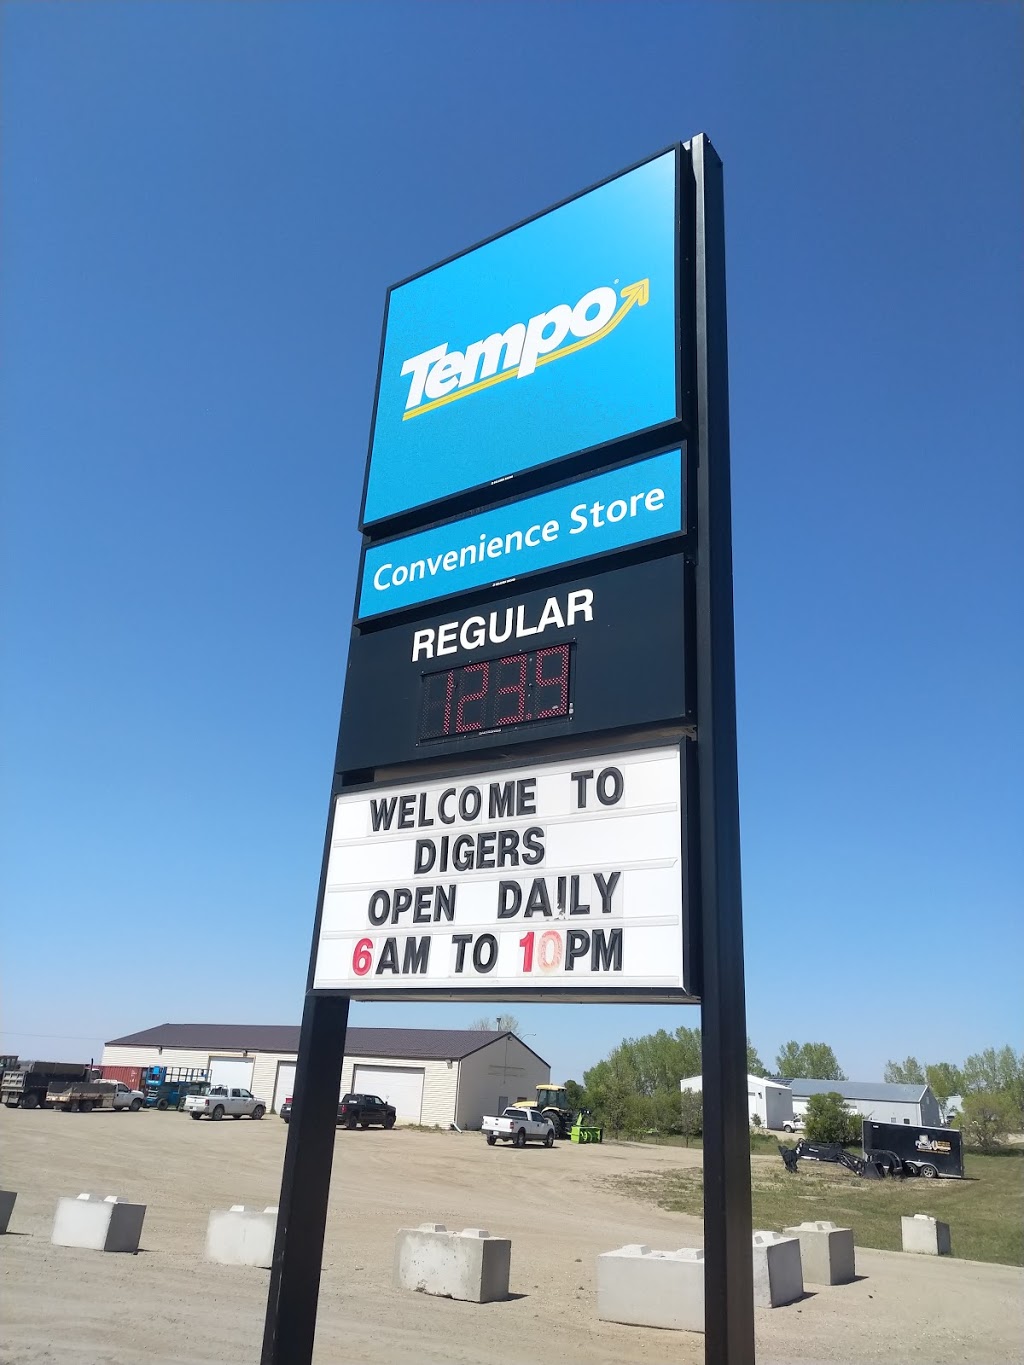 Tempo
Convenience Store
REGULAR
123.9
WELCOME TO
DIGERS
OPEN DAILY
6AM TO 10PM